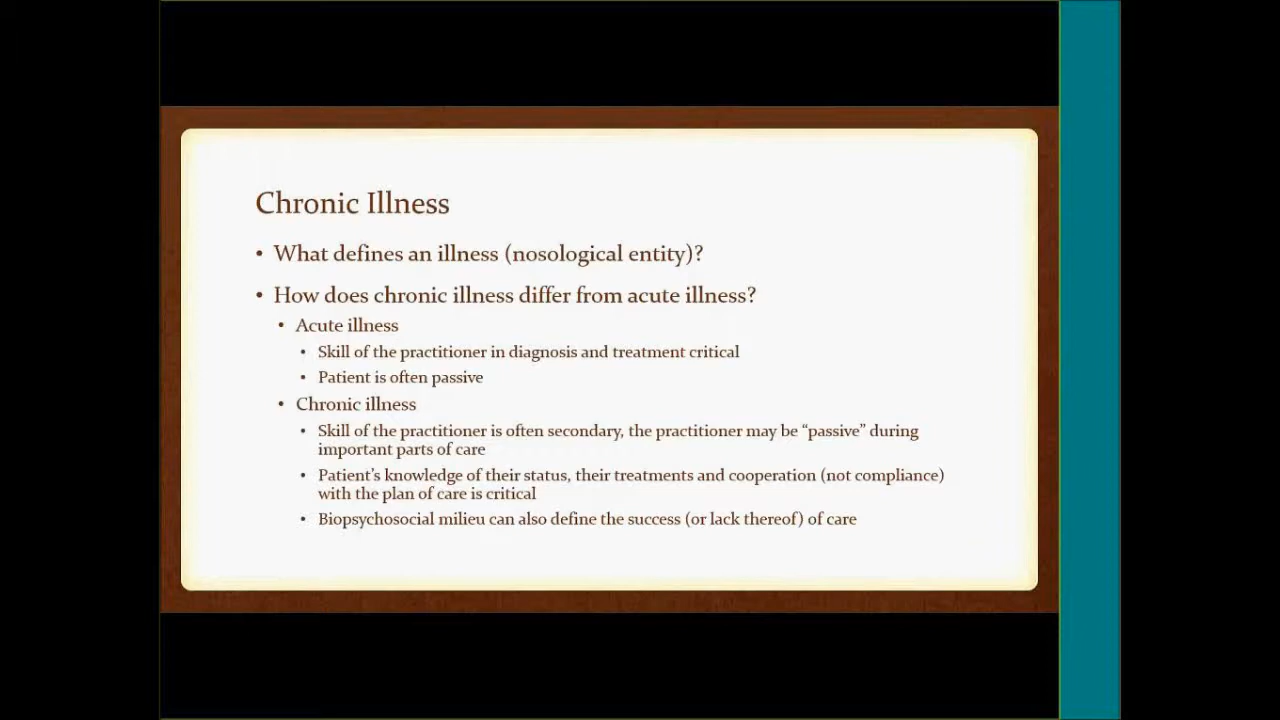 Chronic Illness
• What defines an illness (nosological entity)?
• How does chronic illness differ from acute illness?
• Acute illness
• Skill of the practitioner in diagnosis and treatment critical
• Patient is often passive
• Chronic illness
• Skill of the practitioner is often secondary, the practitioner may be “passive” during
important parts of care
• Patient’s knowledge of their status, their treatments and cooperation (not compliance)
with the plan of care is critical
• Biopsychosocial milieu can also define the success (or lack thereof) of care